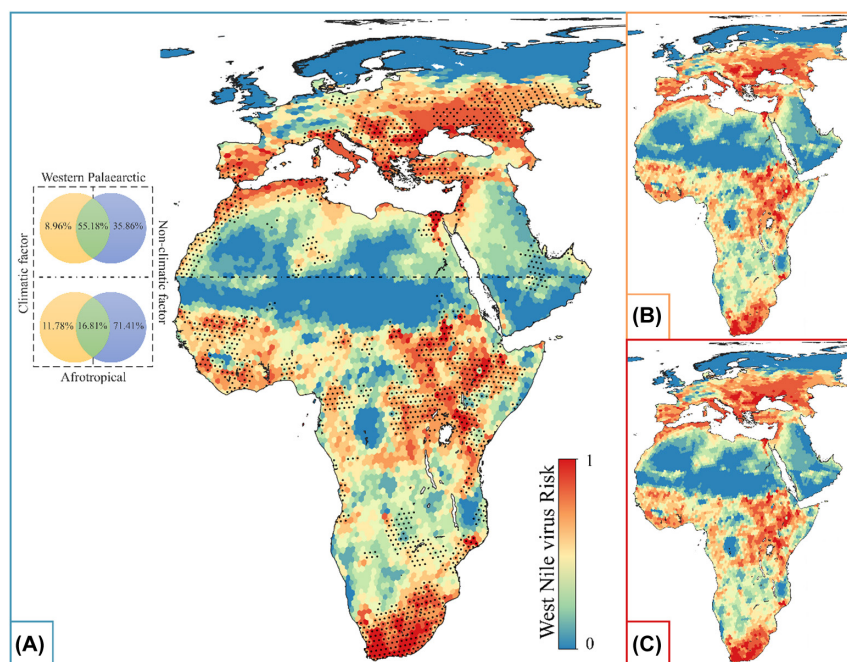 Western Palaearctic
8.96%
55.18%
35.86%
Climatic factor
Non-climatic factor
11.78%
16.81%
71.41%
Afrotropical
West Nile virus Risk
1
0
(A)
(B)
(C)